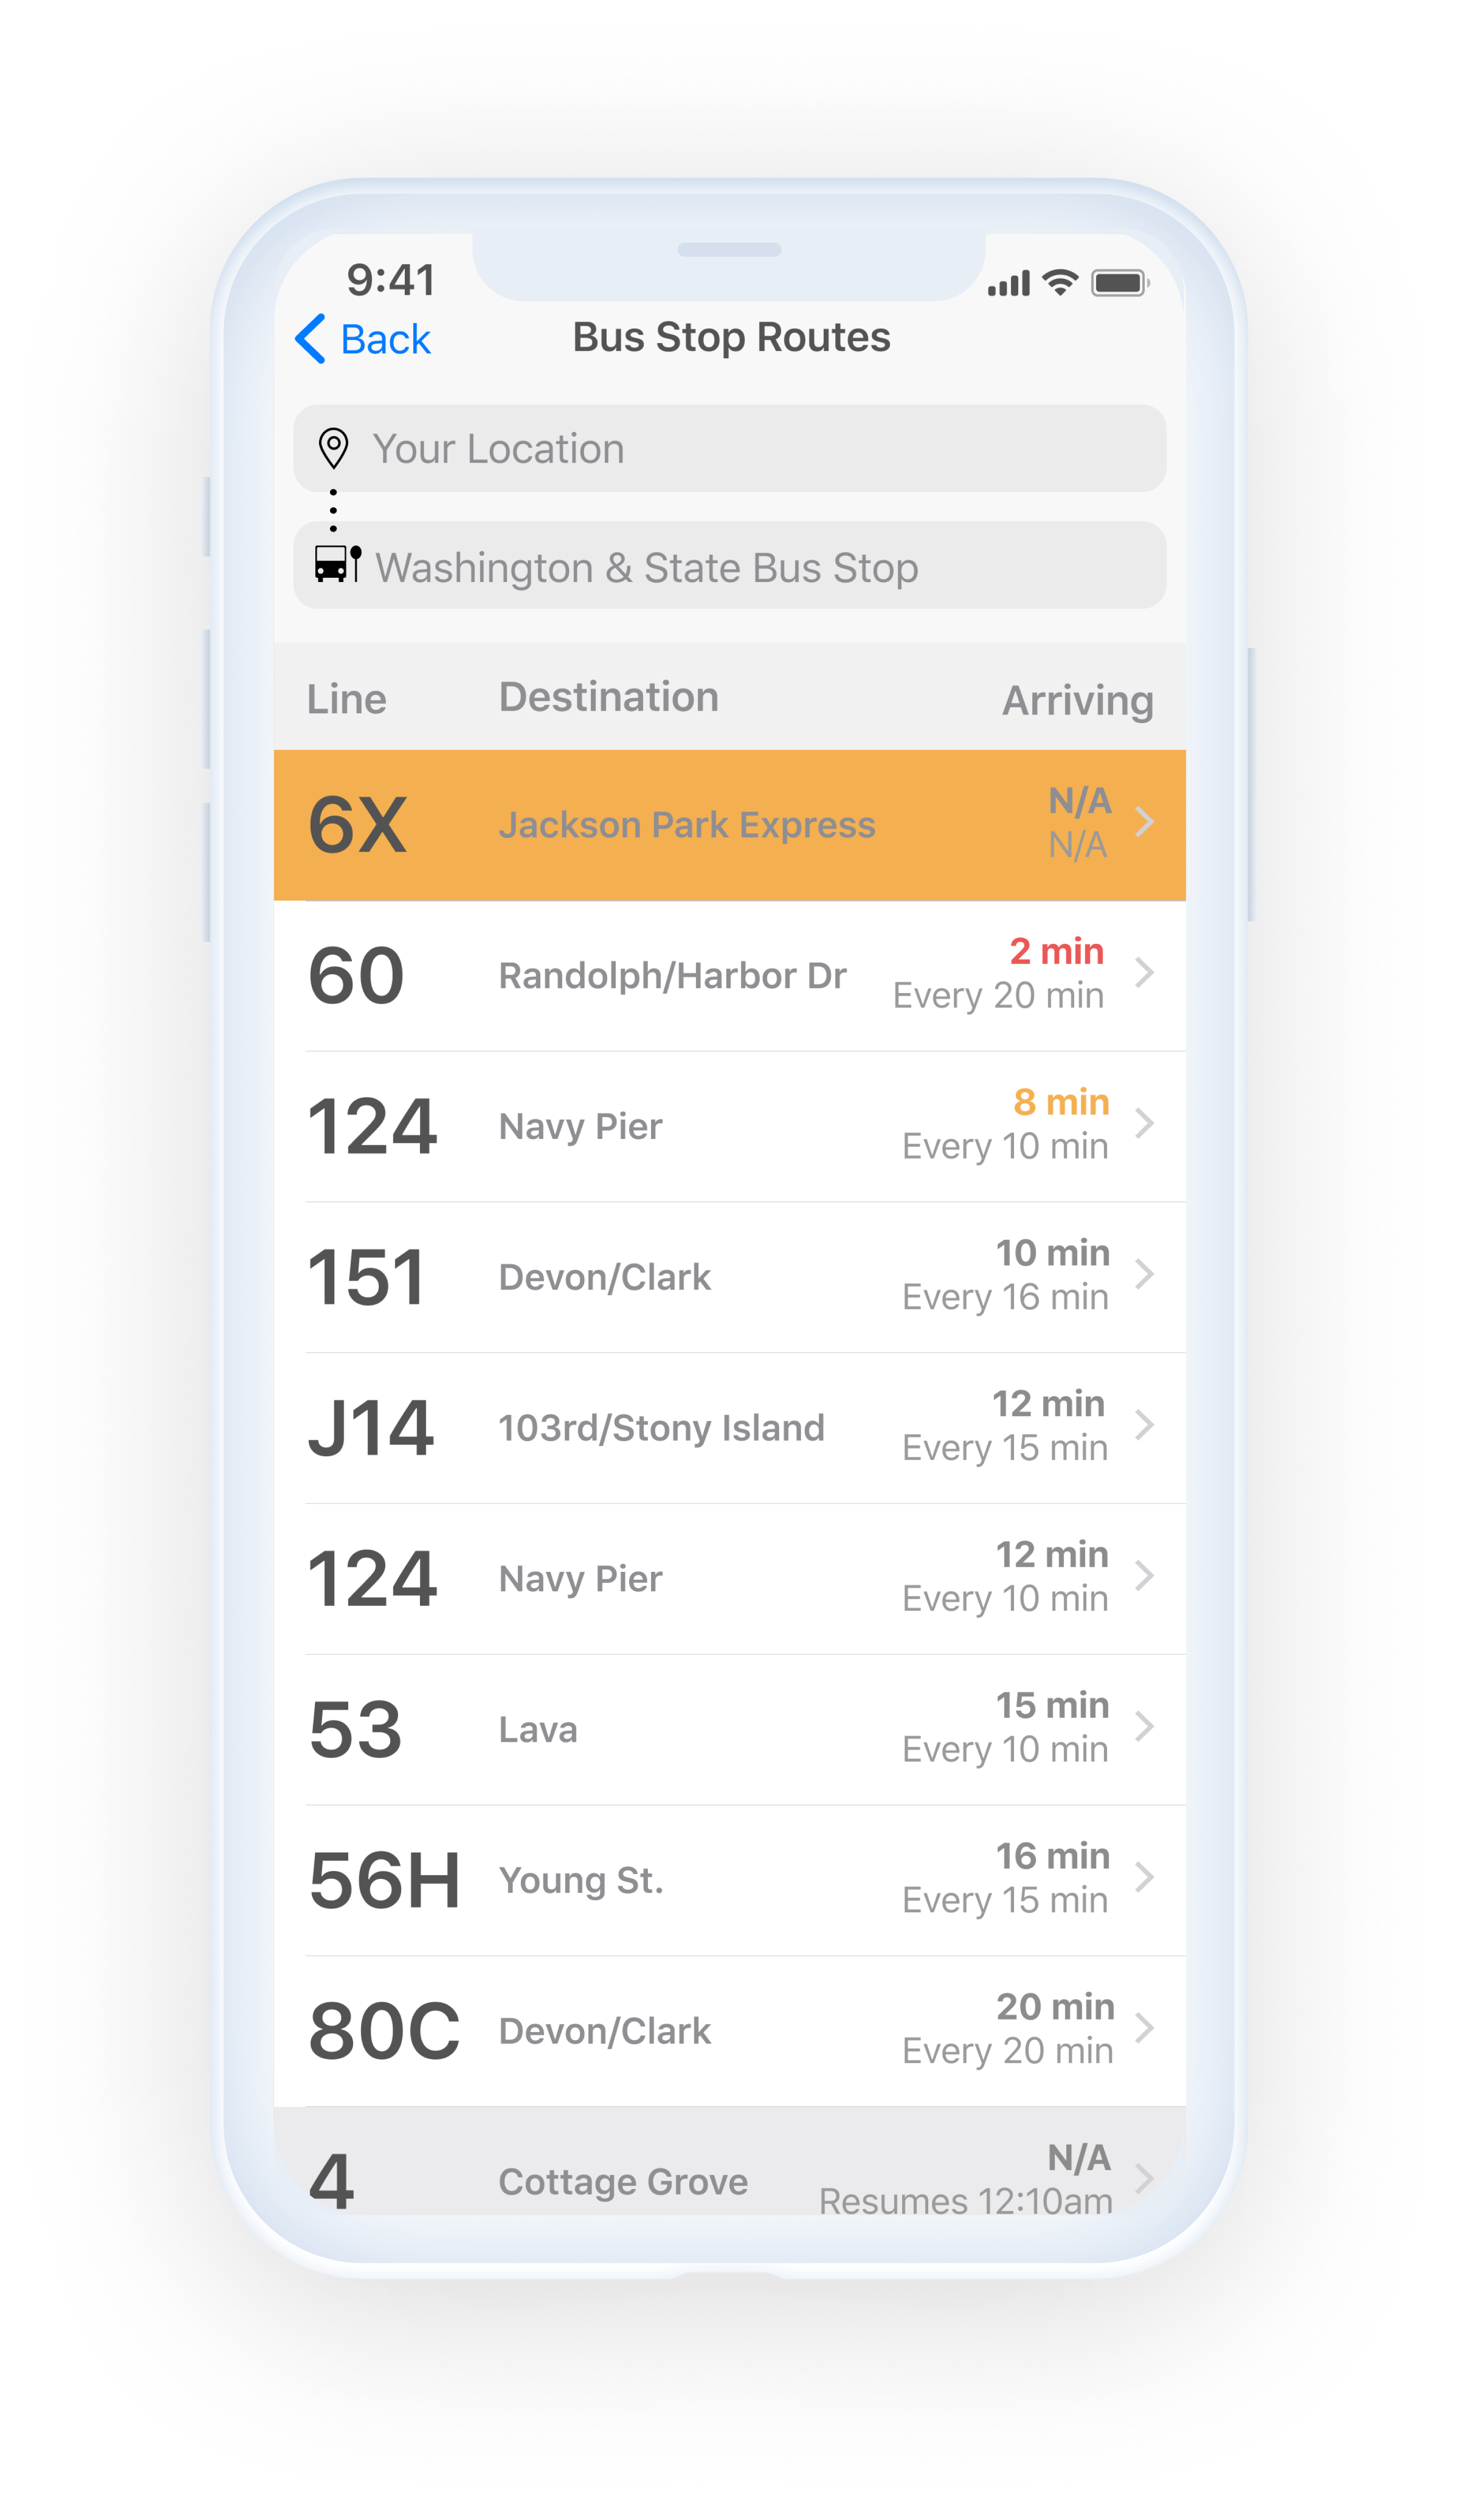 9:41
Back
Bus Stop Routes
Your Location
Washington & State Bus Stop
Line Destination Arriving
6X Jackson Park Express N/A
N/A
60 Randolph/Harbor Dr 2 min
Every 20 min
124 Navy Pier 8 min
Every 10 min
151 Devon/Clark 10 min
Every 16 min
J14 103rd/Stony Island 12 min
Every 15 min
124 Navy Pier 12 min
Every 10 min
53 Lava 15 min
Every 10 min
56H Young St. 16 min
Every 15 min
80C Devon/Clark 20 min
Every 20 min
4 Cottage Grove N/A
Resumes 12:10am